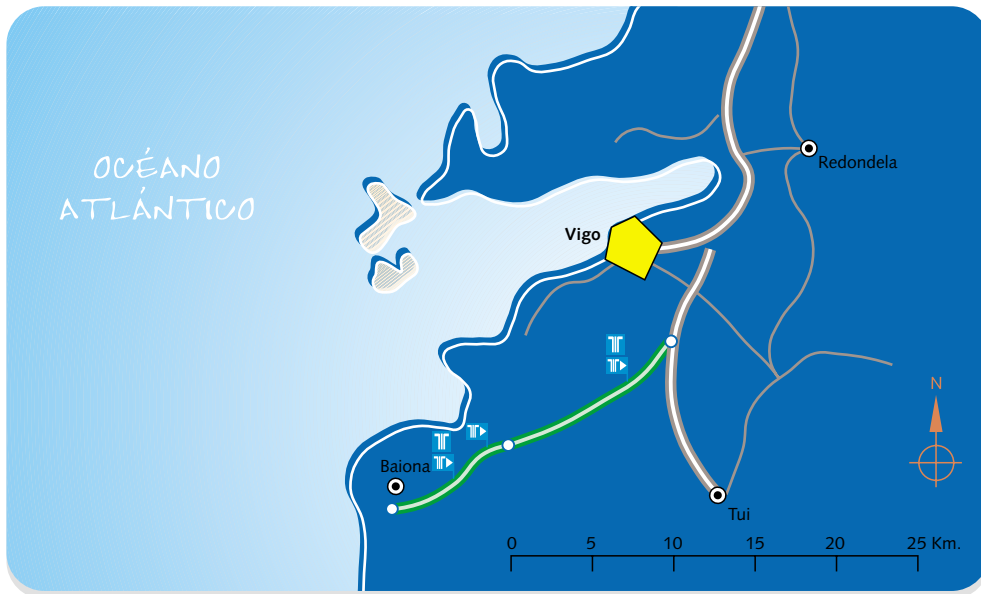 OCÉANO
ATLÁNTICO
Redondela
Vigo
N
Baiona
Tui
0 5 10 15 20 25 Km.